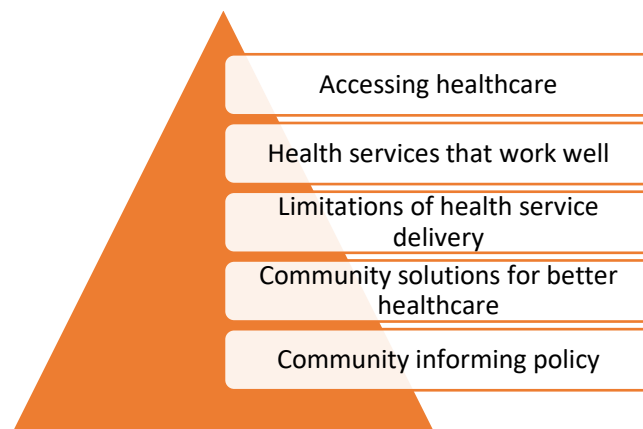 Accessing healthcare
Health services that work well
Limitations of health service
delivery
Community solutions for better
healthcare
Community informing policy